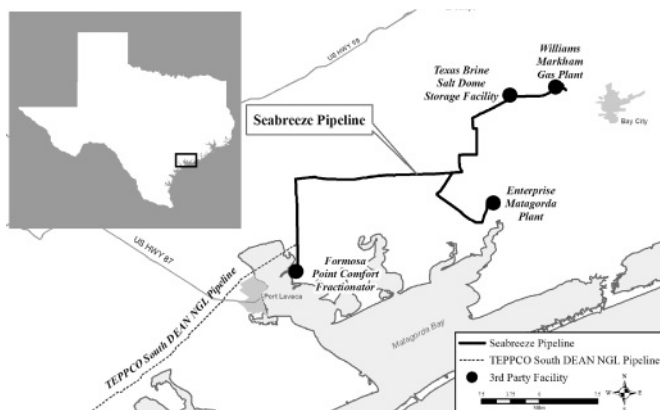 US HWY 59
Williams
Markham
Gas Plant
Texas Brine
Salt Dome
Storage Facility
Bay City
Seabreeze Pipeline
Enterprise
Matagorda
Plant
US HWY 87
Formosa
Point Comfort
Fractionator
Port Lavaca
TEPPCO South DEAN NGL Pipeline
Matagorda Bay
Seabreeze Pipeline
TEPPCO South DEAN NGL Pipeline
3rd Party Facility
N
W
E
S